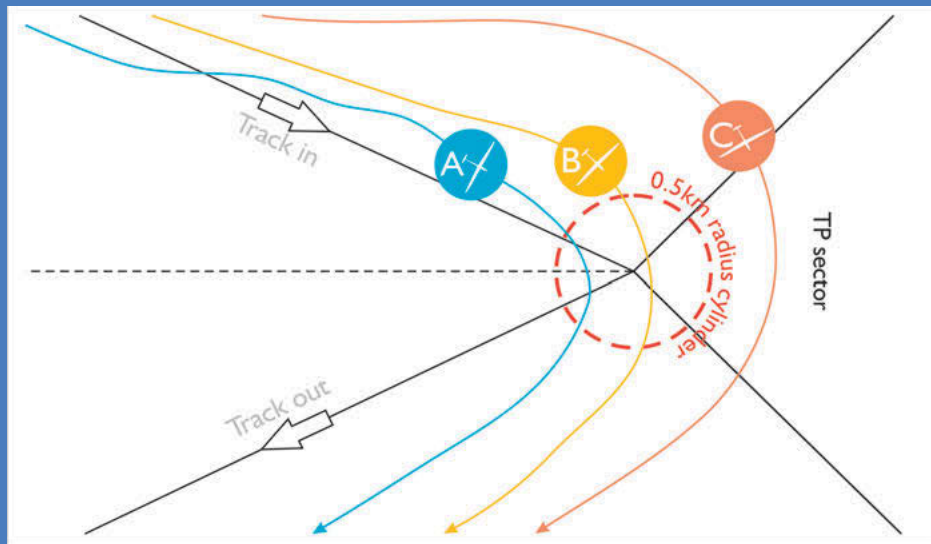 Track in
A
B
C
0.5km radius cylinder
TP sector
Track out